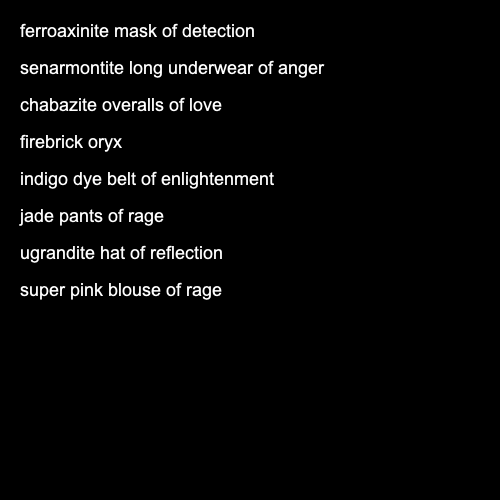 ferroaxinite mask of detection
senarmontite long underwear of anger
chabazite overalls of love
firebrick oryx
indigo dye belt of enlightenment
jade pants of rage
ugrandite hat of reflection
super pink blouse of rage